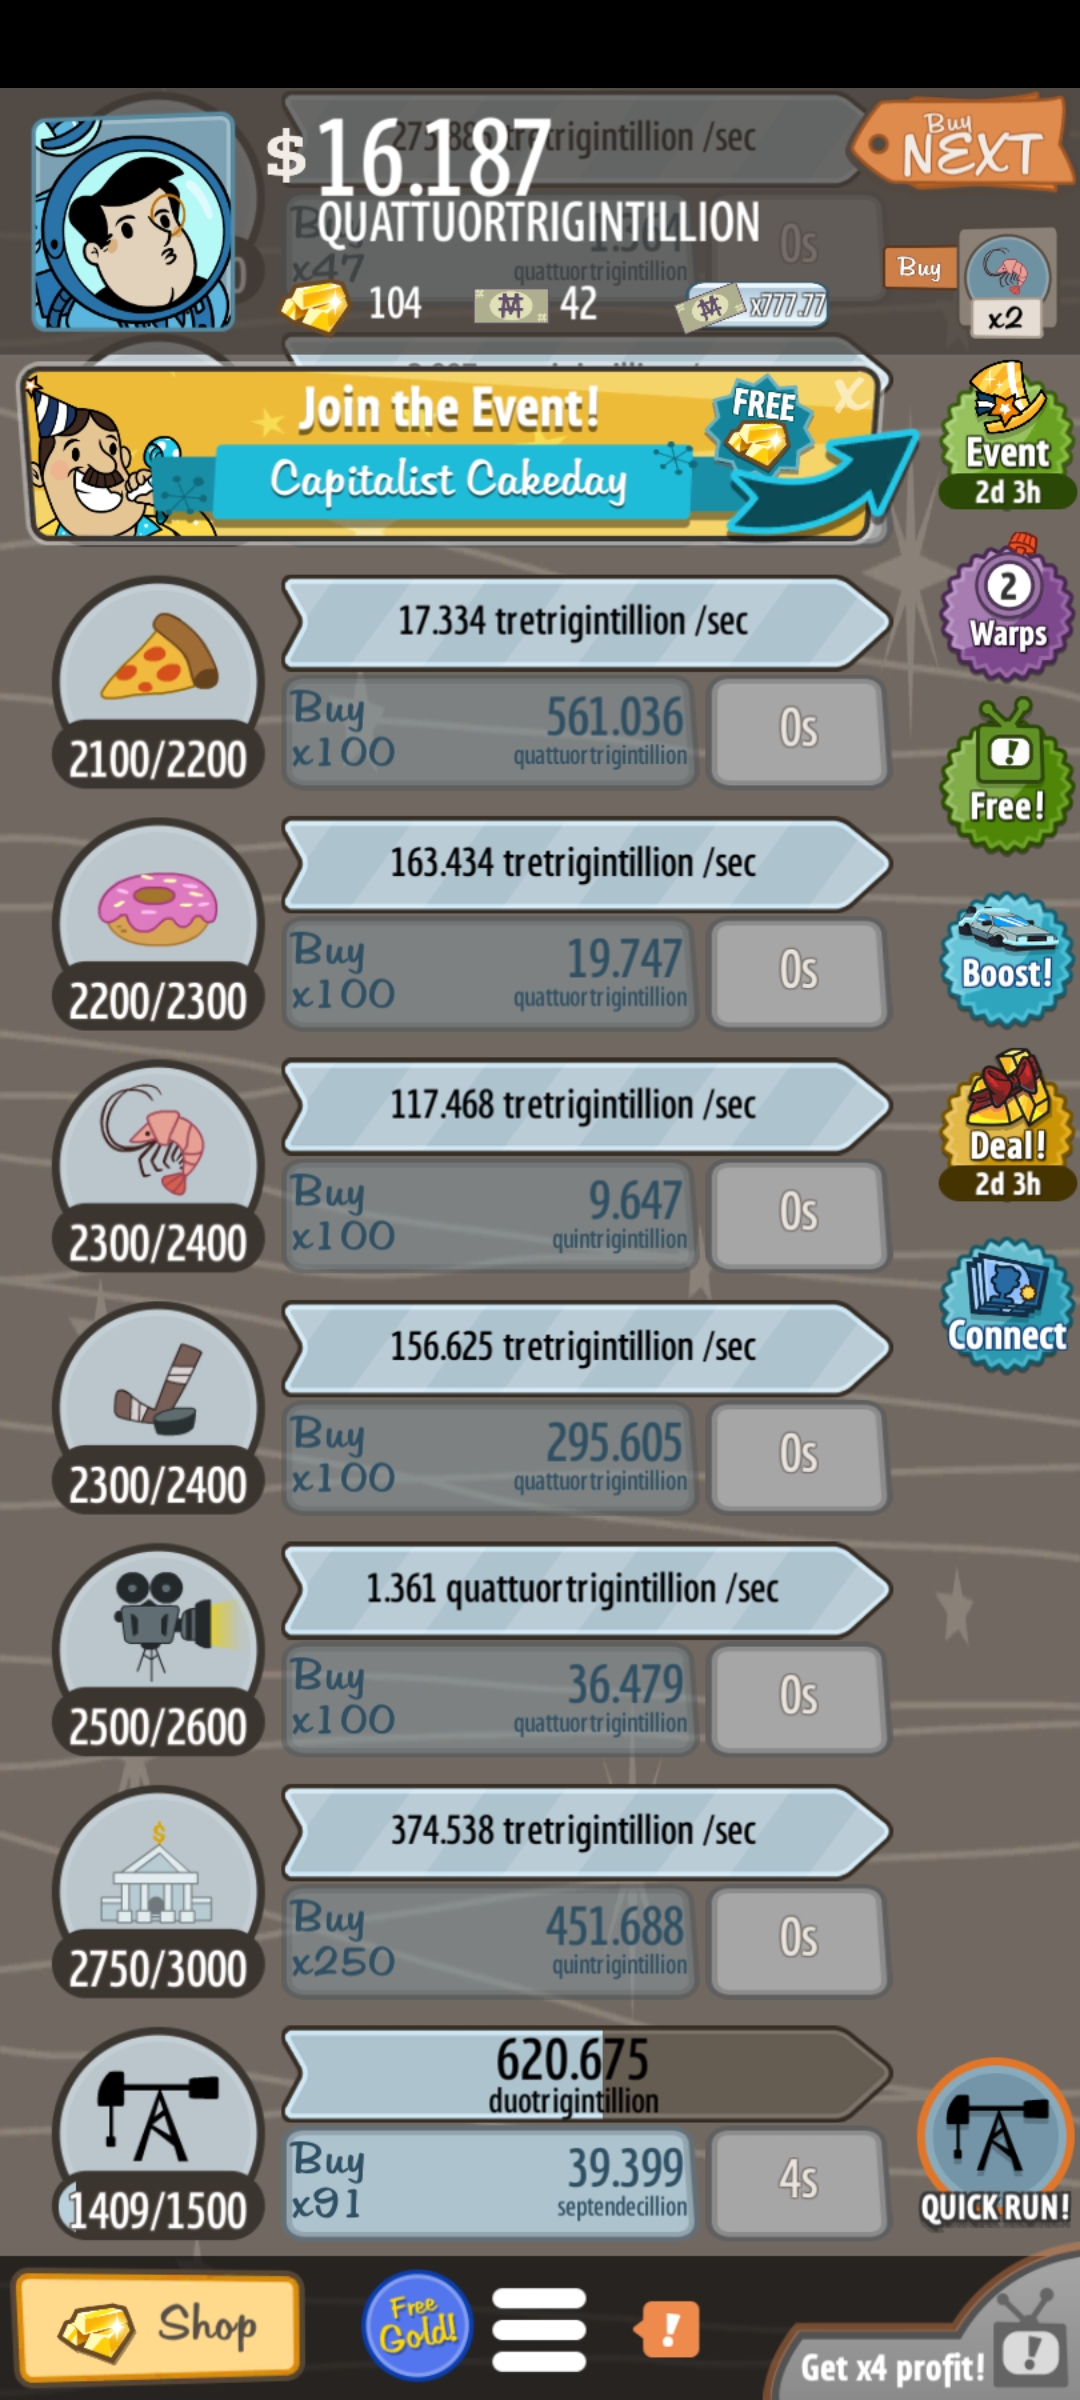 /sec
$ 16.187
QUATTUORTRIGINTILLION
Buy
NEXT
Buy
x47
quattuortrigintillion
0s
104
42
x777.77
Buy
x2
Join the Event!
Capitalist Cakeday
FREE
X
Event
2d 3h
17.334 tretrigintillion /sec
Buy
x100
561.036
quattuortrigintillion
0s
2100/2200
2
Warps
Free!
163.434 tretrigintillion /sec
Buy
x100
19.747
quattuortrigintillion
0s
2200/2300
Boost!
117.468 tretrigintillion /sec
Buy
x100
9.647
quintrigintillion
0s
2300/2400
Deal!
2d 3h
156.625 tretrigintillion /sec
Buy
x100
295.605
quattuortrigintillion
0s
2300/2400
Connect
1.361 quattuortrigintillion /sec
Buy
x100
36.479
quattuortrigintillion
0s
2500/2600
374.538 tretrigintillion /sec
Buy
x250
451.688
quintrigintillion
0s
2750/3000
620.675
duotrigintillion
Buy
x91
39.399
septendecillion
4s
1409/1500
QUICK RUN!
Shop
Free
Gold!
!
Get x4 profit!
!